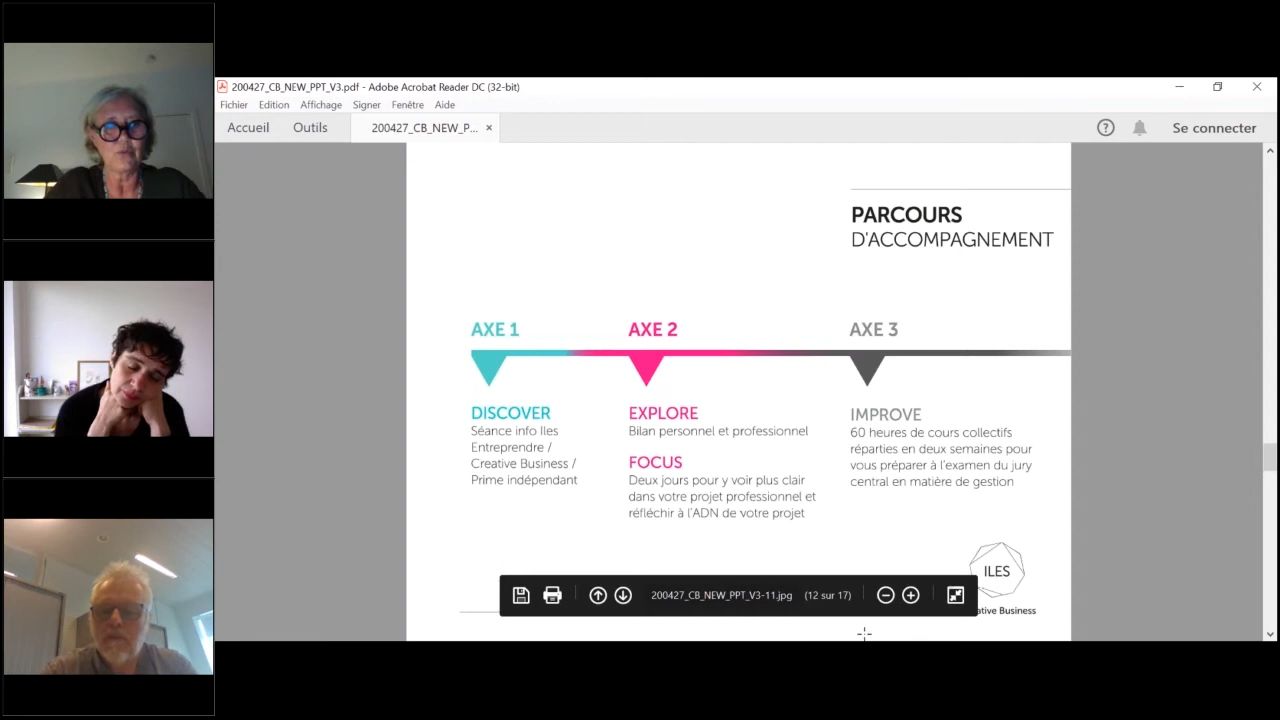 200427_CB_NEW_PPT_V3.pdf - Adobe Acrobat Reader DC (32-bit)
Fichier Edition Affichage Signer Fenêtre Aide
Accueil Outils 200427_CB_NEW_P... × Se connecter
PARCOURS
D'ACCOMPAGNEMENT
AXE 1
DISCOVER
Séance info Iles
Entreprendre /
Creative Business /
Prime indépendant
AXE 2
EXPLORE
Bilan personnel et professionnel
FOCUS
Deux jours pour y voir plus clair
dans votre projet professionnel et
réfléchir à l'ADN de votre projet
AXE 3
IMPROVE
60 heures de cours collectifs
réparties en deux semaines pour
vous préparer à l'examen du jury
central en matière de gestion
ILES
ative Business
200427_CB_NEW_PPT_V3-11.jpg (12 sur 17)